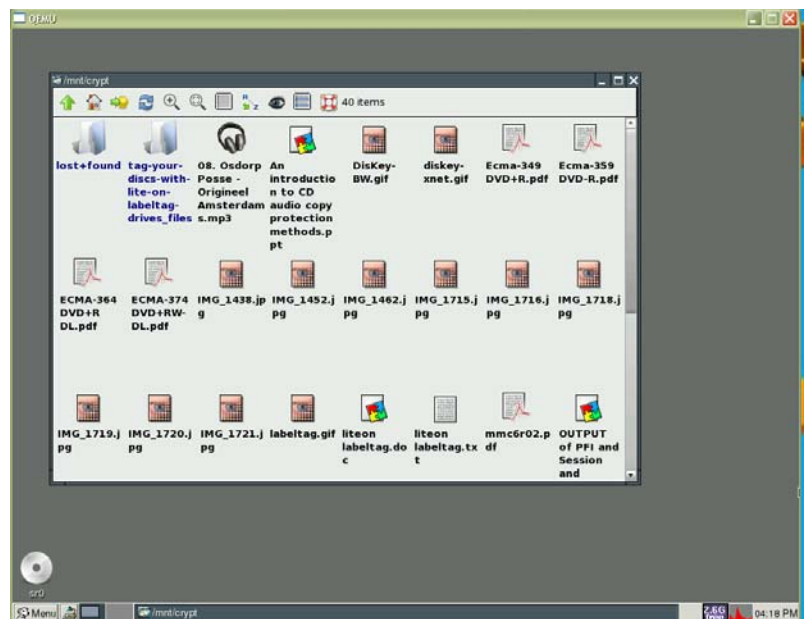 QEMU
/mnt/crypt
40 items
lost+found
tag-your-
discs-with-
lite-on-
labeltag-
drives_files
08. Osdorp
Posse -
Origineel
Amsterdam
s.mp3
An
introductio
n to CD
audio copy
protection
methods.p
pt
DisKey-
BW.gif
diskey-
xnet.gif
Ecma-349
DVD+R.pdf
Ecma-359
DVD-R.pdf
ECMA-364
DVD+R
DL.pdf
ECMA-374
DVD+RW-
DL.pdf
IMG_1438.jp
g
IMG_1452.j
pg
IMG_1462.j
pg
IMG_1715.j
pg
IMG_1716.j
pg
IMG_1718.j
pg
IMG_1719.j
pg
IMG_1720.j
pg
IMG_1721.j
pg
labeltag.gif
liteon
labeltag.do
c
liteon
labeltag.tx
t
mmc6r02.p
df
OUTPUT
of PFI and
Session
and
sr0
Menu
/mnt/crypt
2.6G
free
04:18 PM